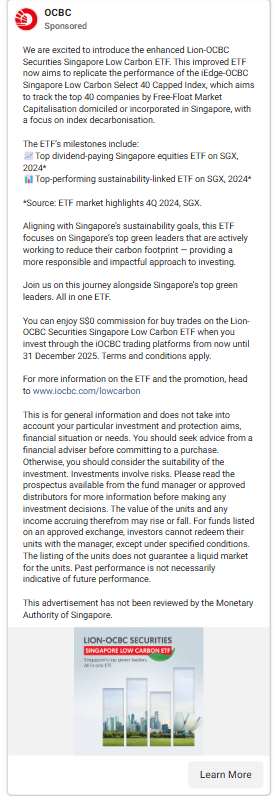 OCBC
Sponsored
We are excited to introduce the enhanced Lion-OCBC
Securities Singapore Low Carbon ETF. This improved ETF
now aims to replicate the performance of the iEdge-OCBC
Singapore Low Carbon Select 40 Capped Index, which aims
to track the top 40 companies by Free-Float Market
Capitalisation domiciled or incorporated in Singapore, with
a focus on index decarbonisation.
The ETF's milestones include:
📈 Top dividend-paying Singapore equities ETF on SGX,
2024*
📊 Top-performing sustainability-linked ETF on SGX, 2024*
*Source: ETF market highlights 4Q 2024, SGX.
Aligning with Singapore's sustainability goals, this ETF
focuses on Singapore's top green leaders that are actively
working to reduce their carbon footprint — providing a
more responsible and impactful approach to investing.
Join us on this journey alongside Singapore's top green
leaders. All in one ETF.
You can enjoy S$0 commission for buy trades on the Lion-
OCBC Securities Singapore Low Carbon ETF when you
invest through the iOCBC trading platforms from now until
31 December 2025. Terms and conditions apply.
For more information on the ETF and the promotion, head
to www.iocbc.com/lowcarbon
This is for general information and does not take into
account your particular investment and protection aims,
financial situation or needs. You should seek advice from a
financial adviser before committing to a purchase.
Otherwise, you should consider the suitability of the
investment. Investments involve risks. Please read the
prospectus available from the fund manager or approved
distributors for more information before making any
investment decisions. The value of the units and any
income accruing therefrom may rise or fall. For funds listed
on an approved exchange, investors cannot redeem their
units with the manager, except under specified conditions.
The listing of the units does not guarantee a liquid market
for the units. Past performance is not necessarily
indicative of future performance.
This advertisement has not been reviewed by the Monetary
Authority of Singapore.
LION-OCBC SECURITIES
SINGAPORE LOW CARBON ETF
Singapore's top green leaders.
All in one ETF.
Learn More